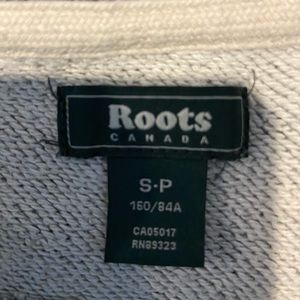 Roots
CANADA
S·P
160/84A
CA05017
RN89323